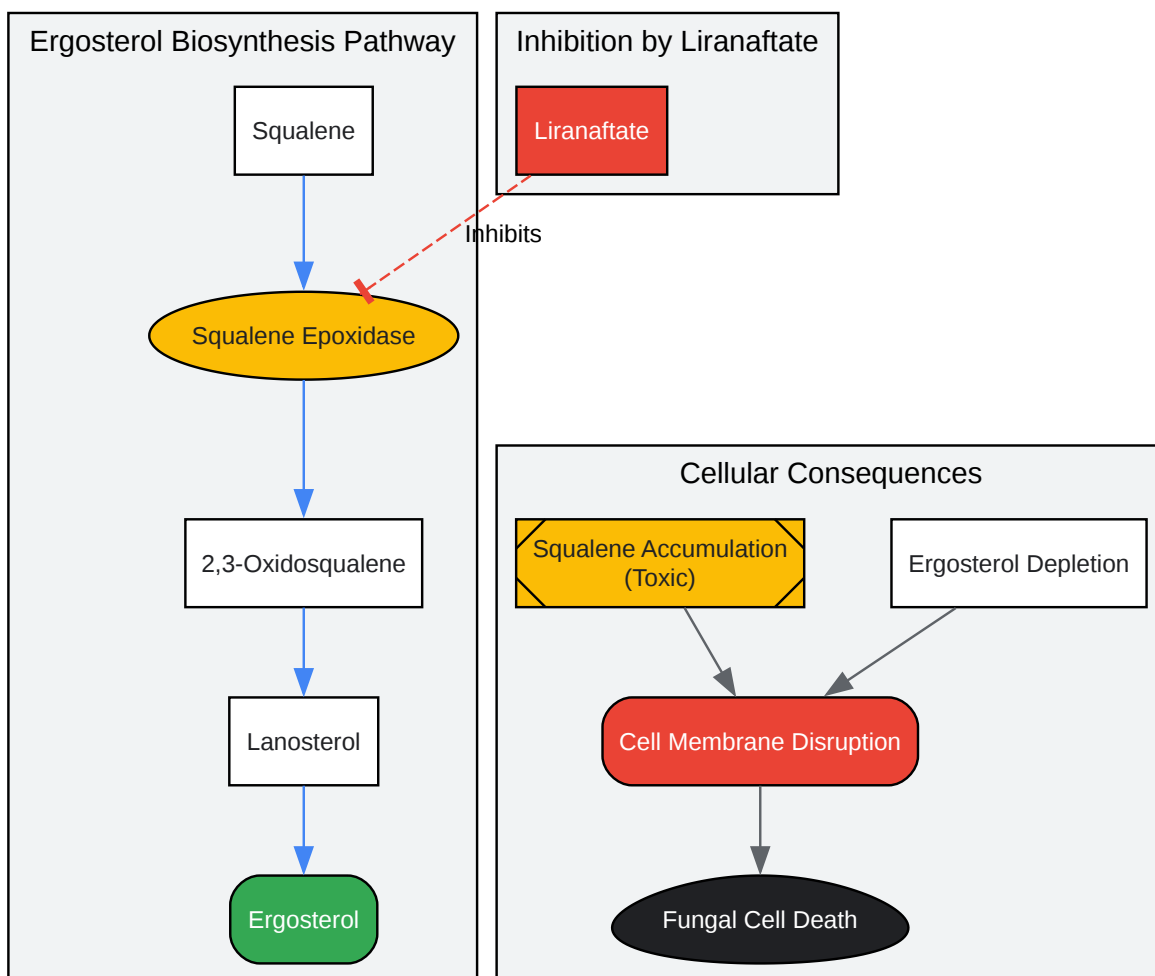 Ergosterol Biosynthesis Pathway
Squalene
Squalene Epoxidase
2,3-Oxidosqualene
Lanosterol
Ergosterol
Inhibition by Liranaftate
Liranaftate
Inhibits
Cellular Consequences
Squalene Accumulation
(Toxic)
Ergosterol Depletion
Cell Membrane Disruption
Fungal Cell Death